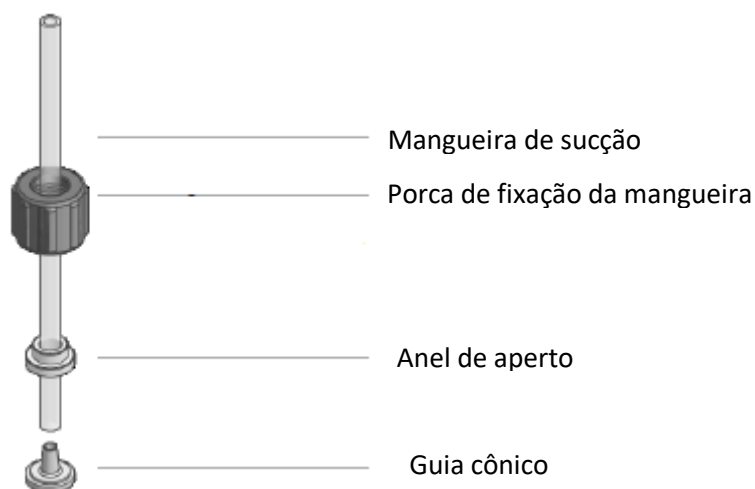 Mangueira de sucção
Porca de fixação da mangueira
Anel de aperto
Guia cônico